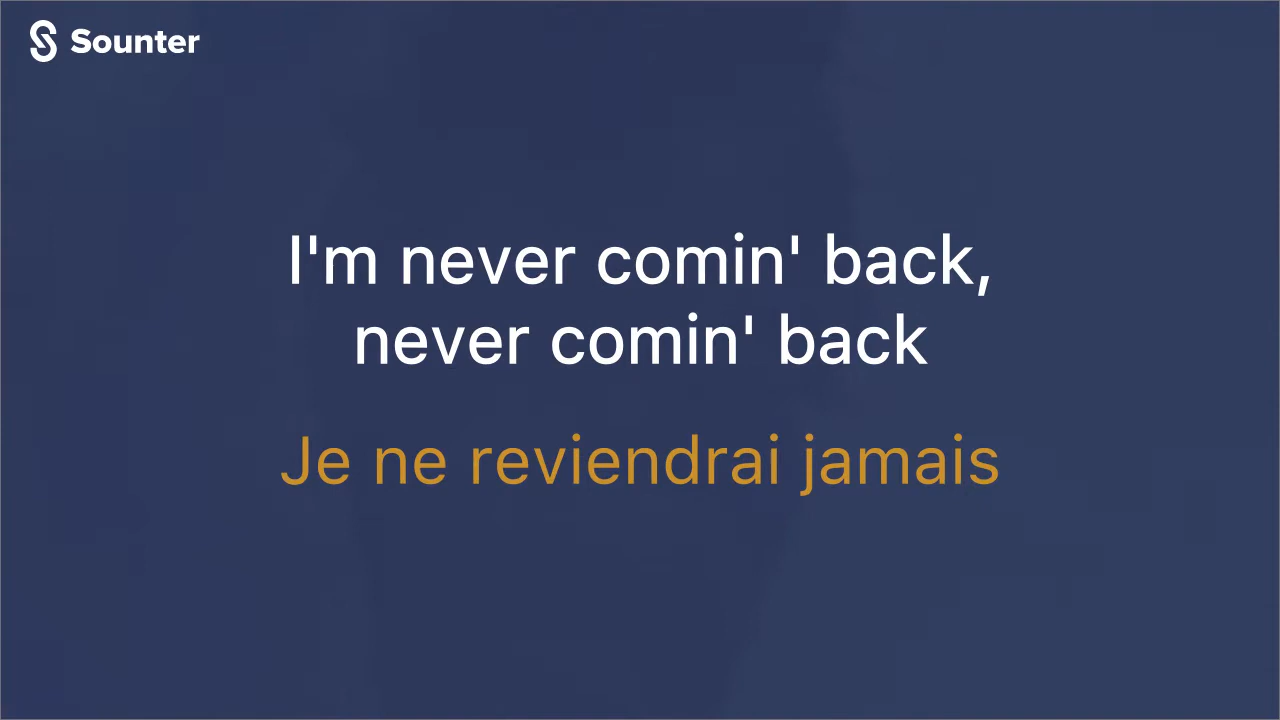 Sounter
I'm never comin' back,
never comin' back
Je ne reviendrai jamais